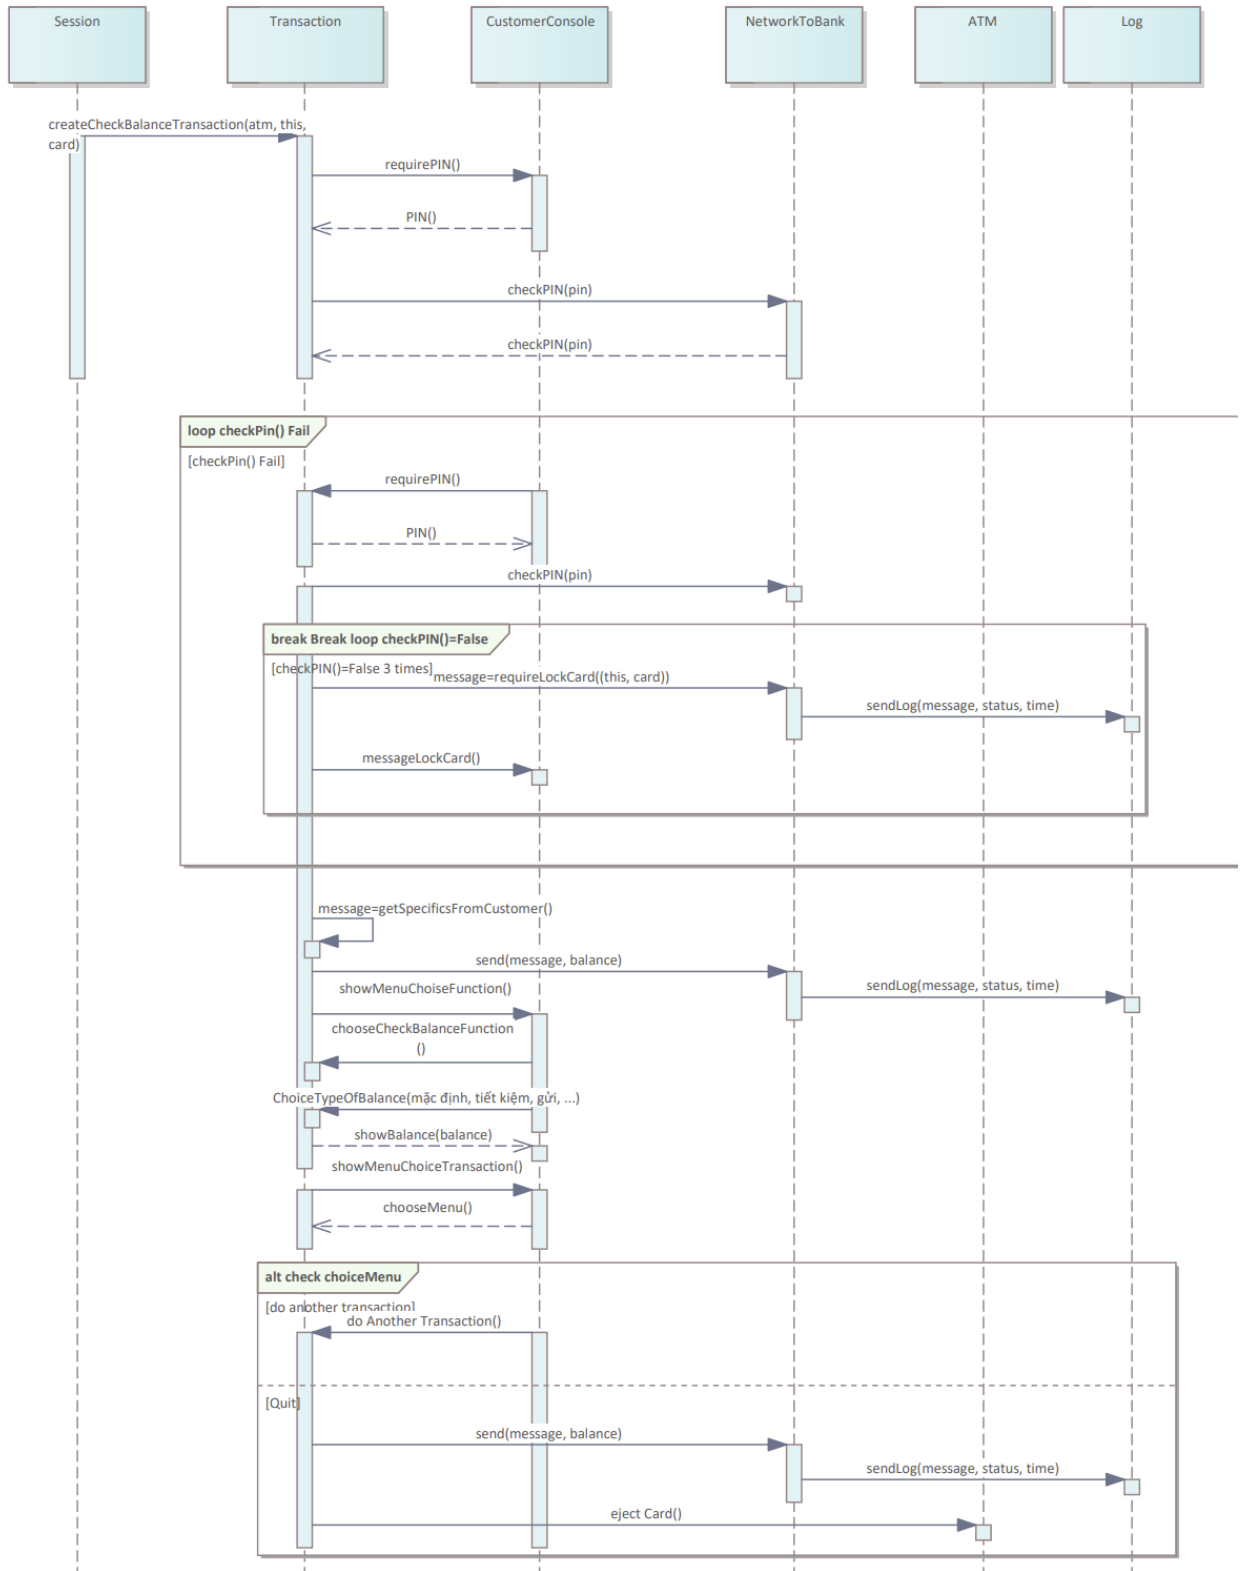 Session
Transaction
CustomerConsole
NetworkToBank
ATM
Log
createCheckBalanceTransaction(atm, this,
card)
requirePIN()
PIN()
checkPIN(pin)
checkPIN(pin)
loop checkPin() Fail
[checkPin() Fail]
requirePIN()
PIN()
checkPIN(pin)
break Break loop checkPIN()=False
[checkPIN()=False 3 times]
message=requireLockCard((this, card))
sendLog(message, status, time)
messageLockCard()
message=getSpecificsFromCustomer()
send(message, balance)
showMenuChoiseFunction()
sendLog(message, status, time)
chooseCheckBalanceFunction
()
ChoiceTypeOfBalance(mặc định, tiết kiệm, gửi, ...)
showBalance(balance)
showMenuChoiceTransaction()
chooseMenu()
alt check choiceMenu
[do another transaction]
do Another Transaction()
[Quit]
send(message, balance)
sendLog(message, status, time)
eject Card()